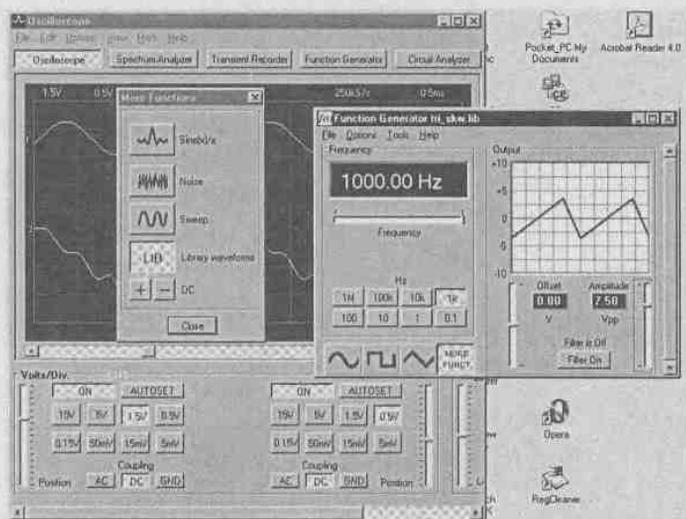 Oscilloscope
File Edit Options View Math Help
Oscilloscope Spectrum Analyzer Transient Recorder Function Generator Circuit Analyzer
1.5V 0.5V 250kS/s 0.5ms
More Functions
Sine(x)/x
Noise
Sweep
LIB Library waveforms
+ - DC
Close
1
2
Function Generator tri_skw.lib
File Options Tools Help
Frequency
1000.00 Hz
Frequency
Hz
1M 100k 10k 1k
100 10 1 0.1
MORE
FUNCT.
Output
+10
+5
0
-5
-10
Offset Amplitude
0.00 7.50
V Vpp
Filter is Off
Filter On
Volts/Div.
ON AUTOSET
15V 5V 1.5V 0.5V
0.15V 50mV 15mV 5mV
Coupling
Position AC DC GND
ON AUTOSET
15V 5V 1.5V 0.5V
0.15V 50mV 15mV 5mV
Coupling
AC DC GND Position
Pocket_PC My
Documents
Acrobat Reader 4.0
Opera
RegCleaner